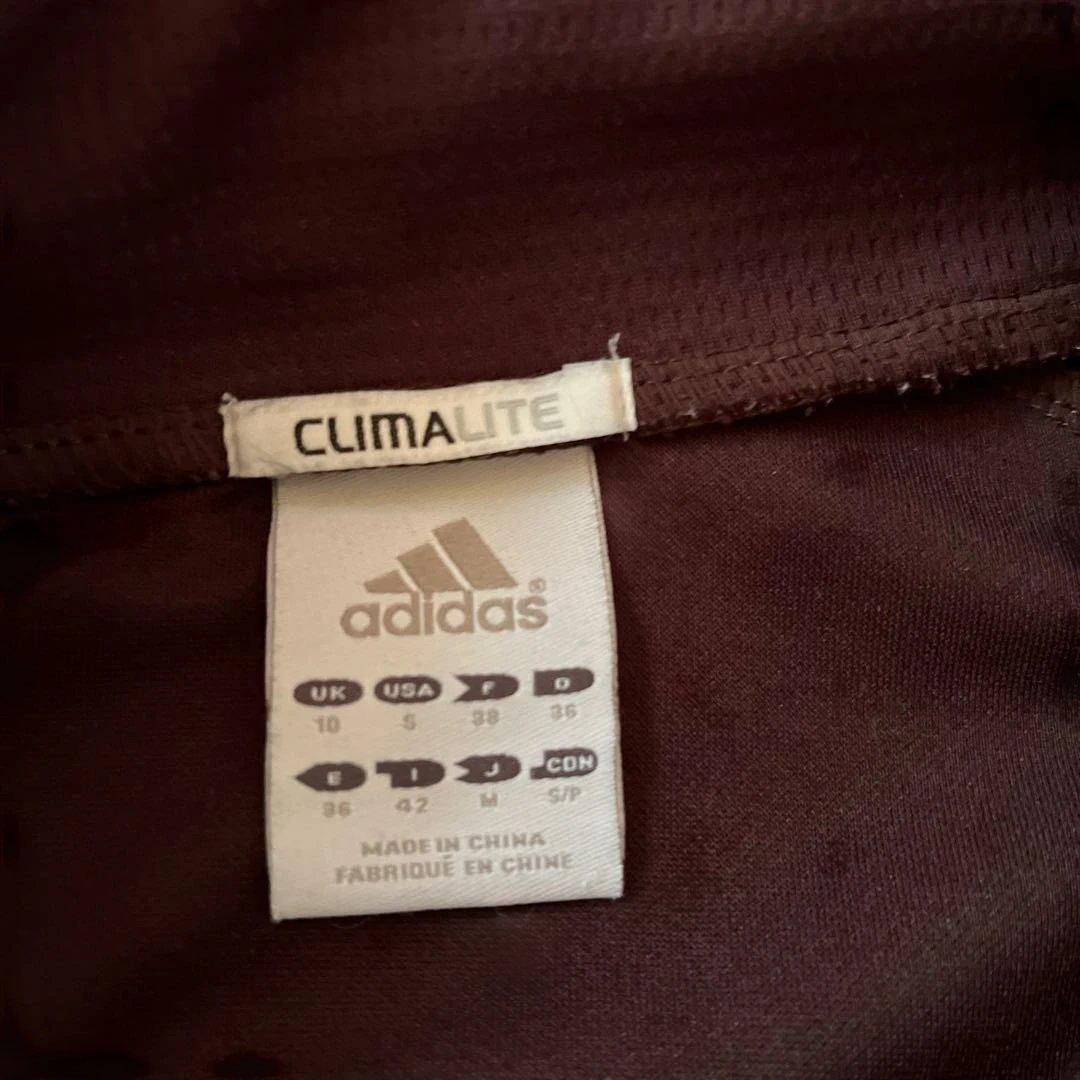 CLIMALITE
adidas®
UK USA F D
10 S 38 36
E I J CDN
36 42 M S/P
MADE IN CHINA
FABRIQUÉ EN CHINE